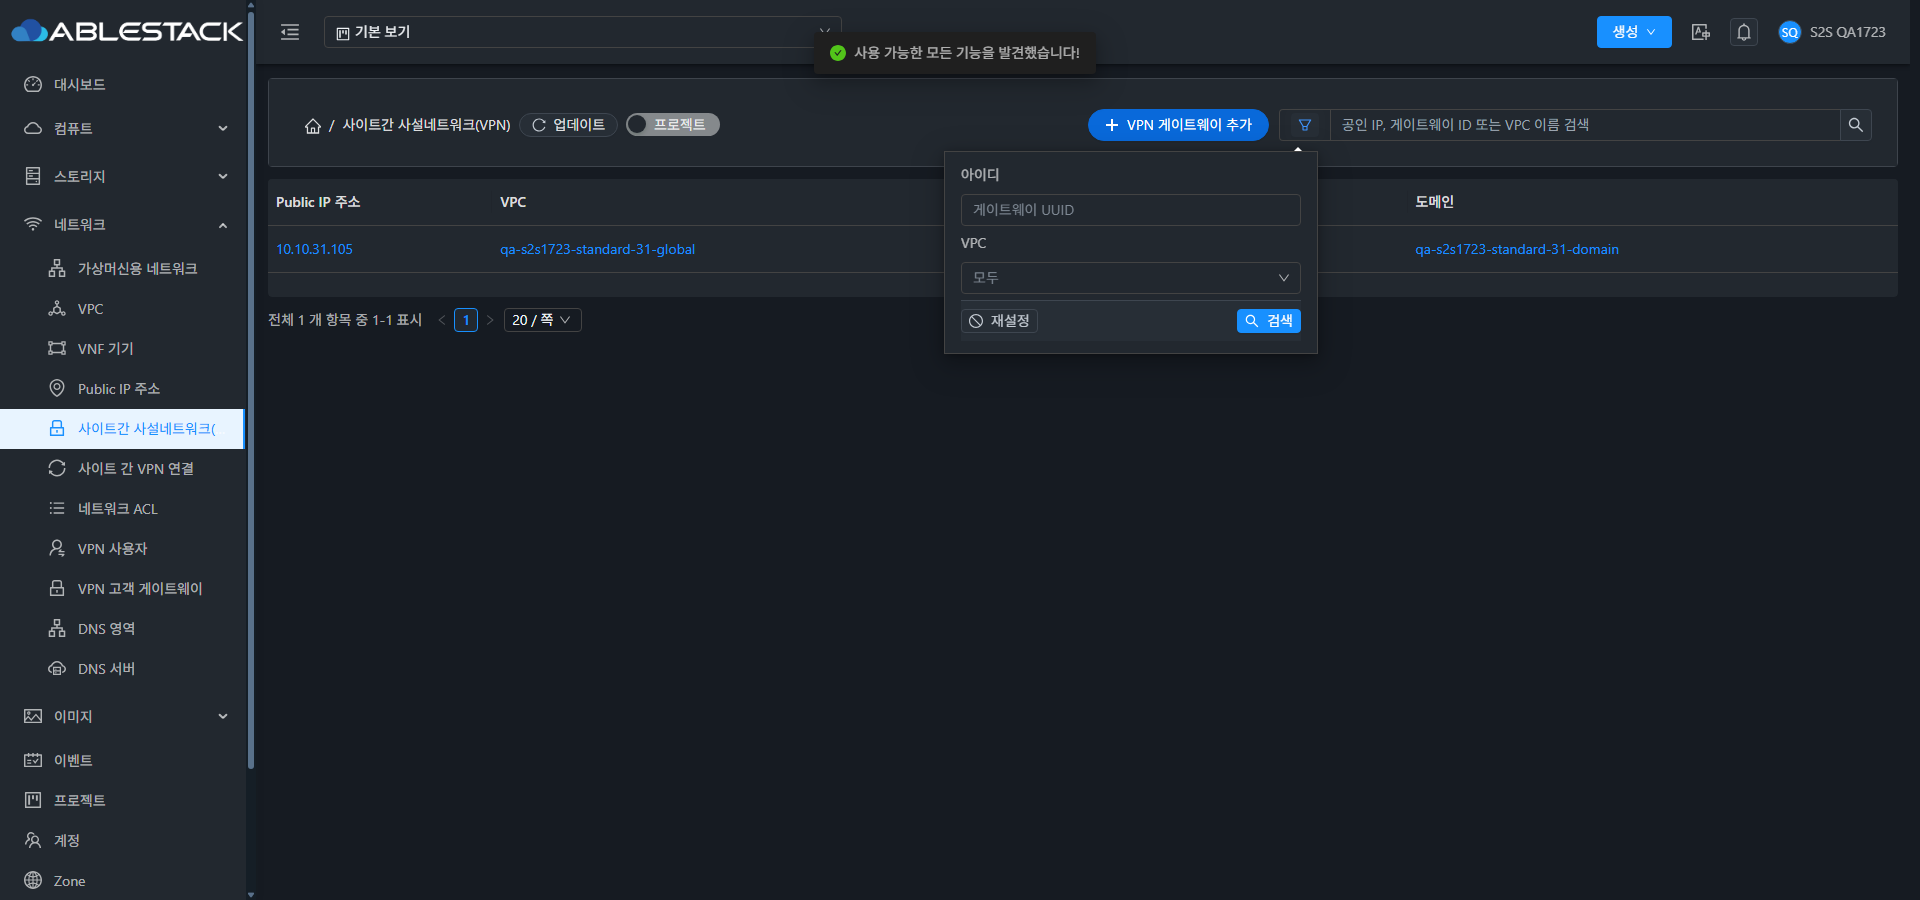 ABLESTACK
기본 보기
사용 가능한 모든 기능을 발견했습니다!
생성
SQ
S2S QA1723
대시보드
컴퓨트
스토리지
네트워크
가상머신용 네트워크
VPC
VNF 기기
Public IP 주소
사이트간 사설네트워크(
사이트 간 VPN 연결
네트워크 ACL
VPN 사용자
VPN 고객 게이트웨이
DNS 영역
DNS 서버
이미지
이벤트
프로젝트
계정
Zone
/ 사이트간 사설네트워크(VPN)
업데이트
프로젝트
VPN 게이트웨이 추가
공인 IP, 게이트웨이 ID 또는 VPC 이름 검색
Public IP 주소
VPC
도메인
10.10.31.105
qa-s2s1723-standard-31-global
qa-s2s1723-standard-31-domain
전체 1 개 항목 중 1-1 표시
1
20 / 쪽
아이디
게이트웨이 UUID
VPC
모두
재설정
검색